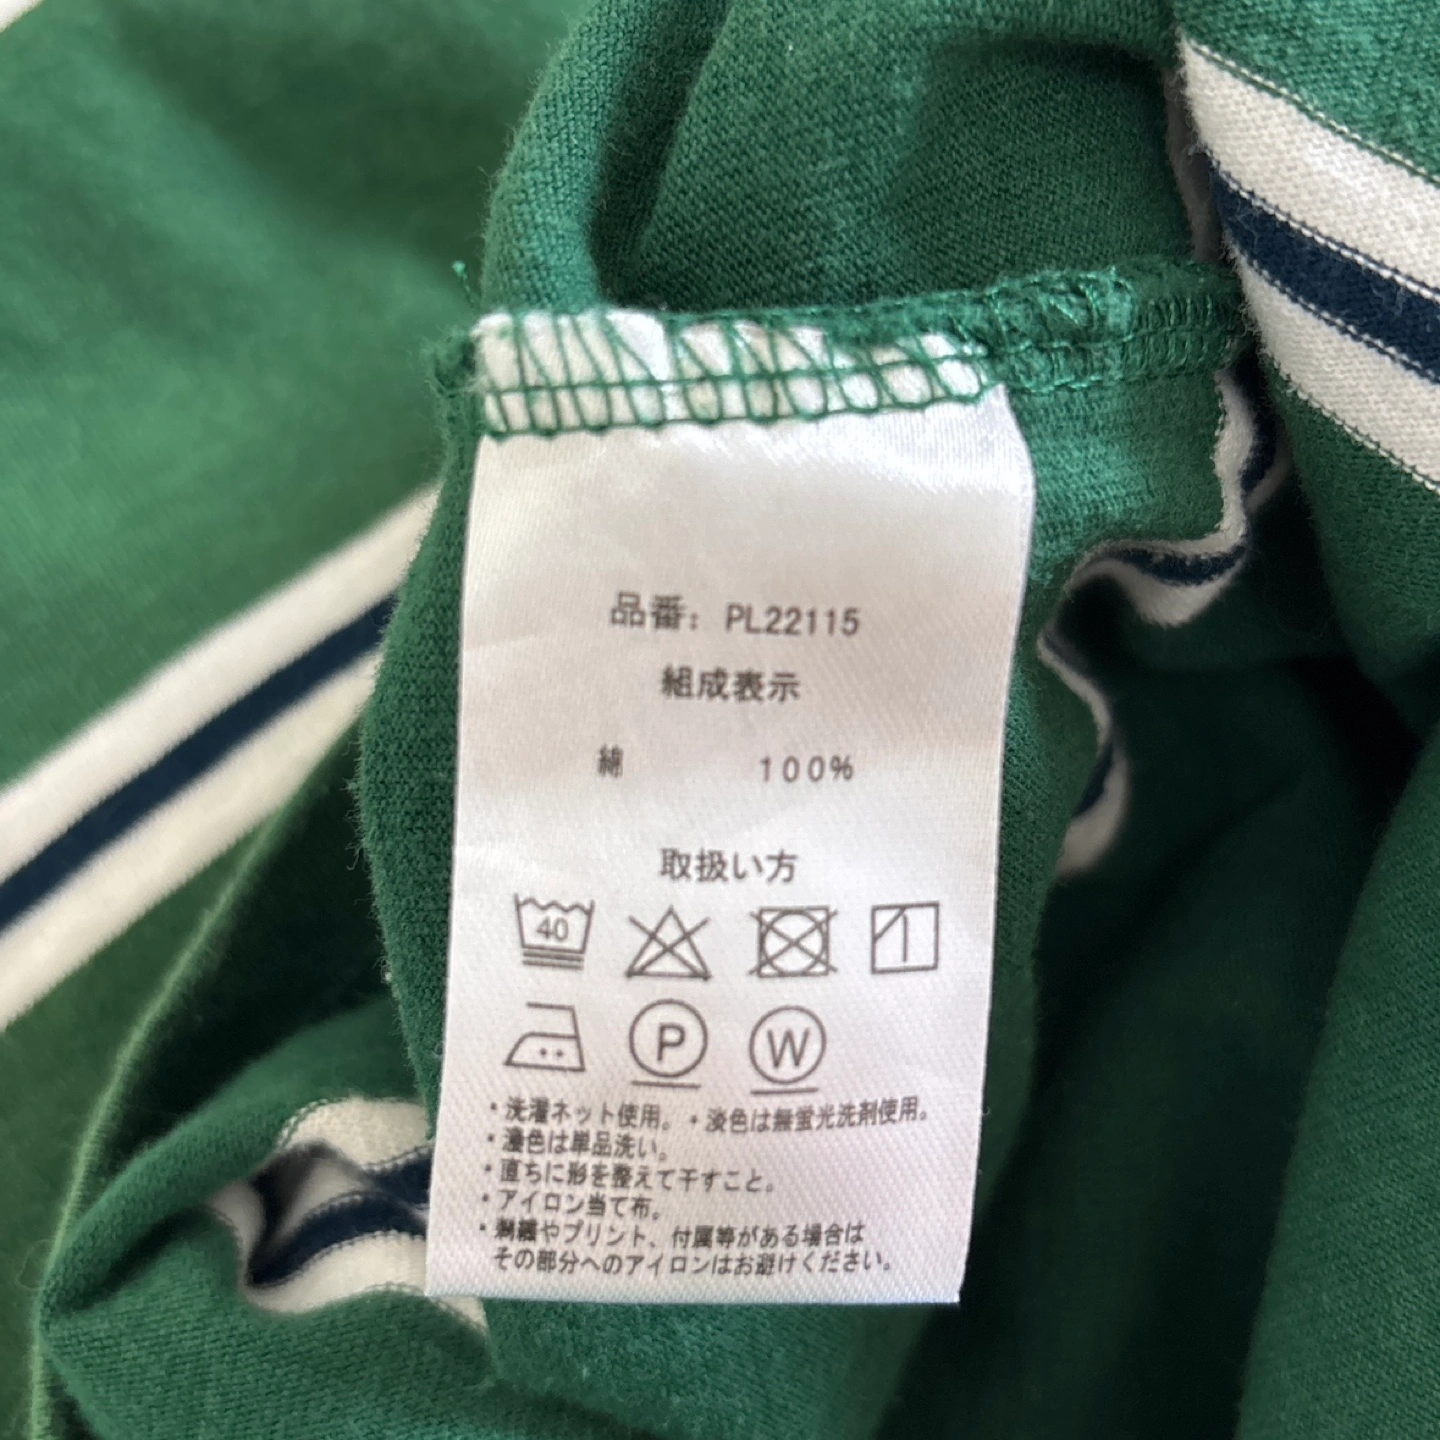 品番: PL22115
組成表示
綿 100%
取扱い方
40
P W
・洗濯ネット使用。・淡色は無蛍光洗剤使用。
・濃色は単品洗い。
・直ちに形を整えて干すこと。
・アイロン当て布。
・刺繍やプリント、付属等がある場合は
その部分へのアイロンはお避けください。